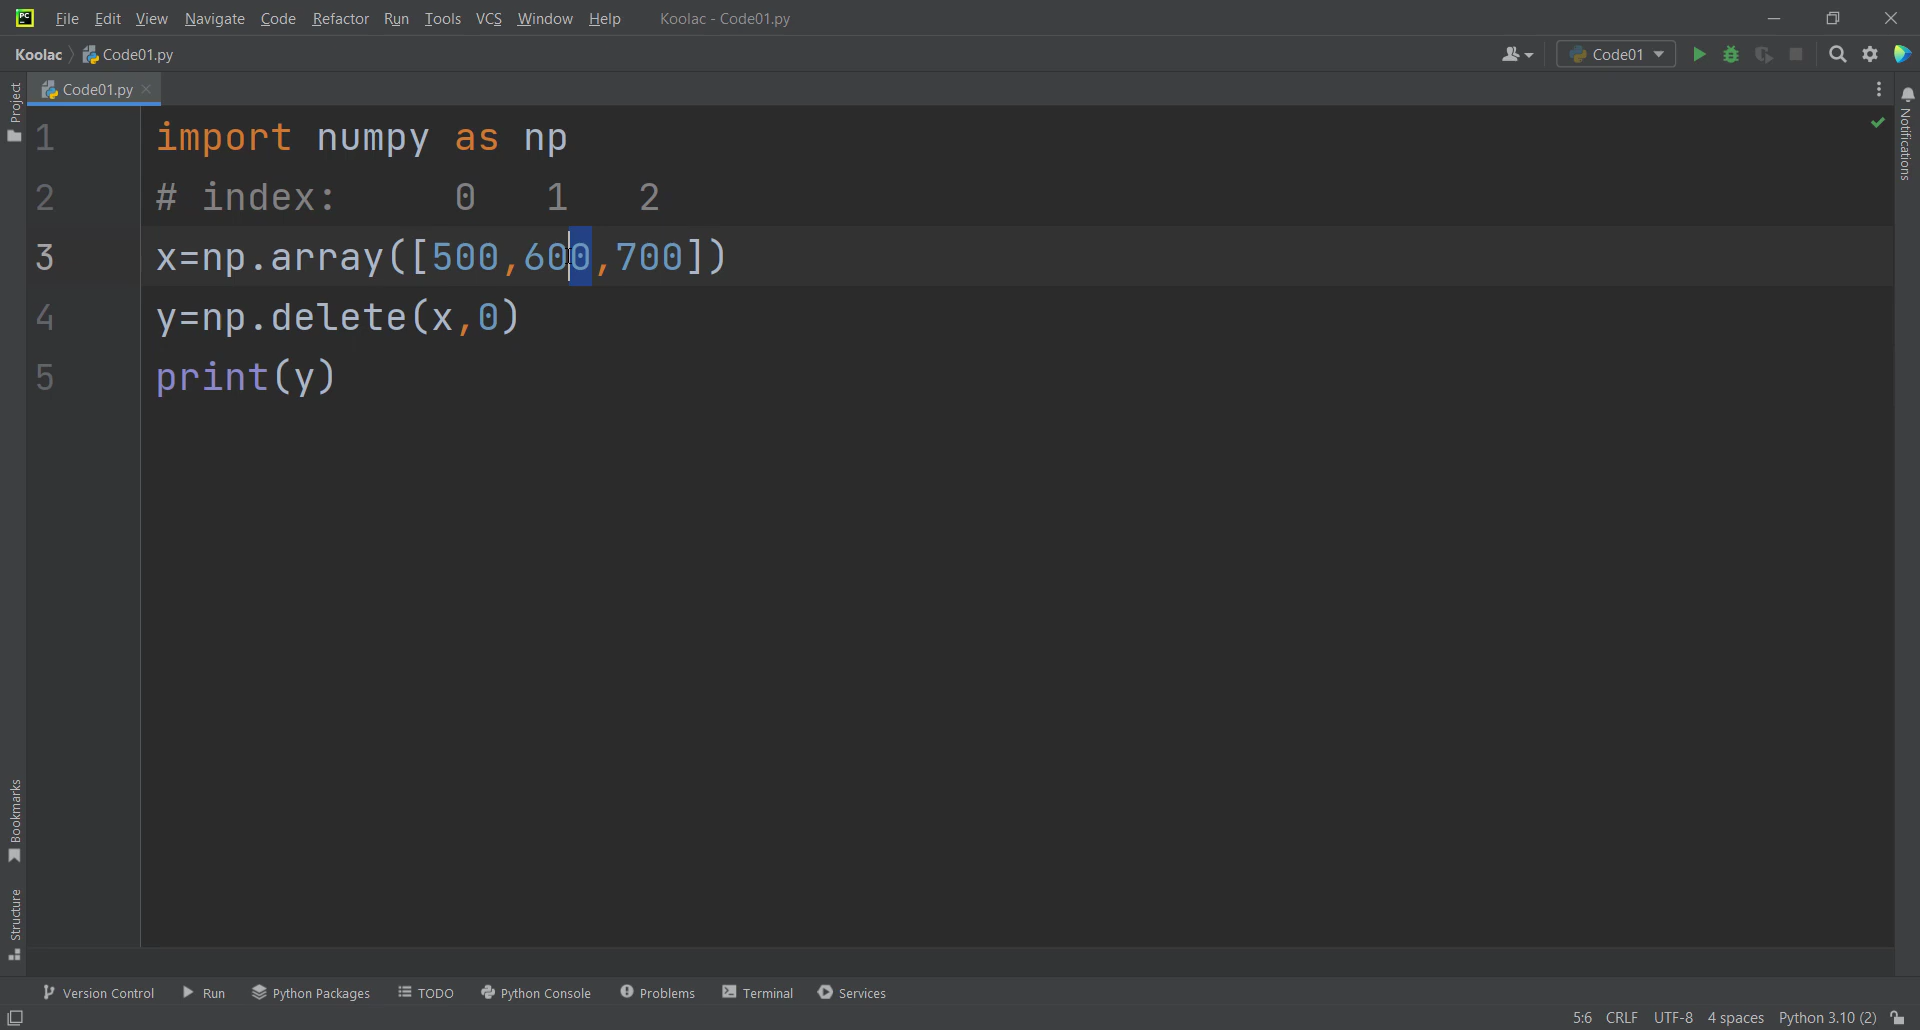 PC File Edit View Navigate Code Refactor Run Tools VCS Window Help Koolac - Code01.py
Koolac Code01.py Code01
Project Code01.py
Notifications
1 import numpy as np
2 # index: 0 1 2
3 x=np.array([500,600,700])
4 y=np.delete(x,0)
5 print(y)
Bookmarks
Structure
Version Control Run Python Packages TODO Python Console Problems Terminal Services
5:6 CRLF UTF-8 4 spaces Python 3.10 (2)